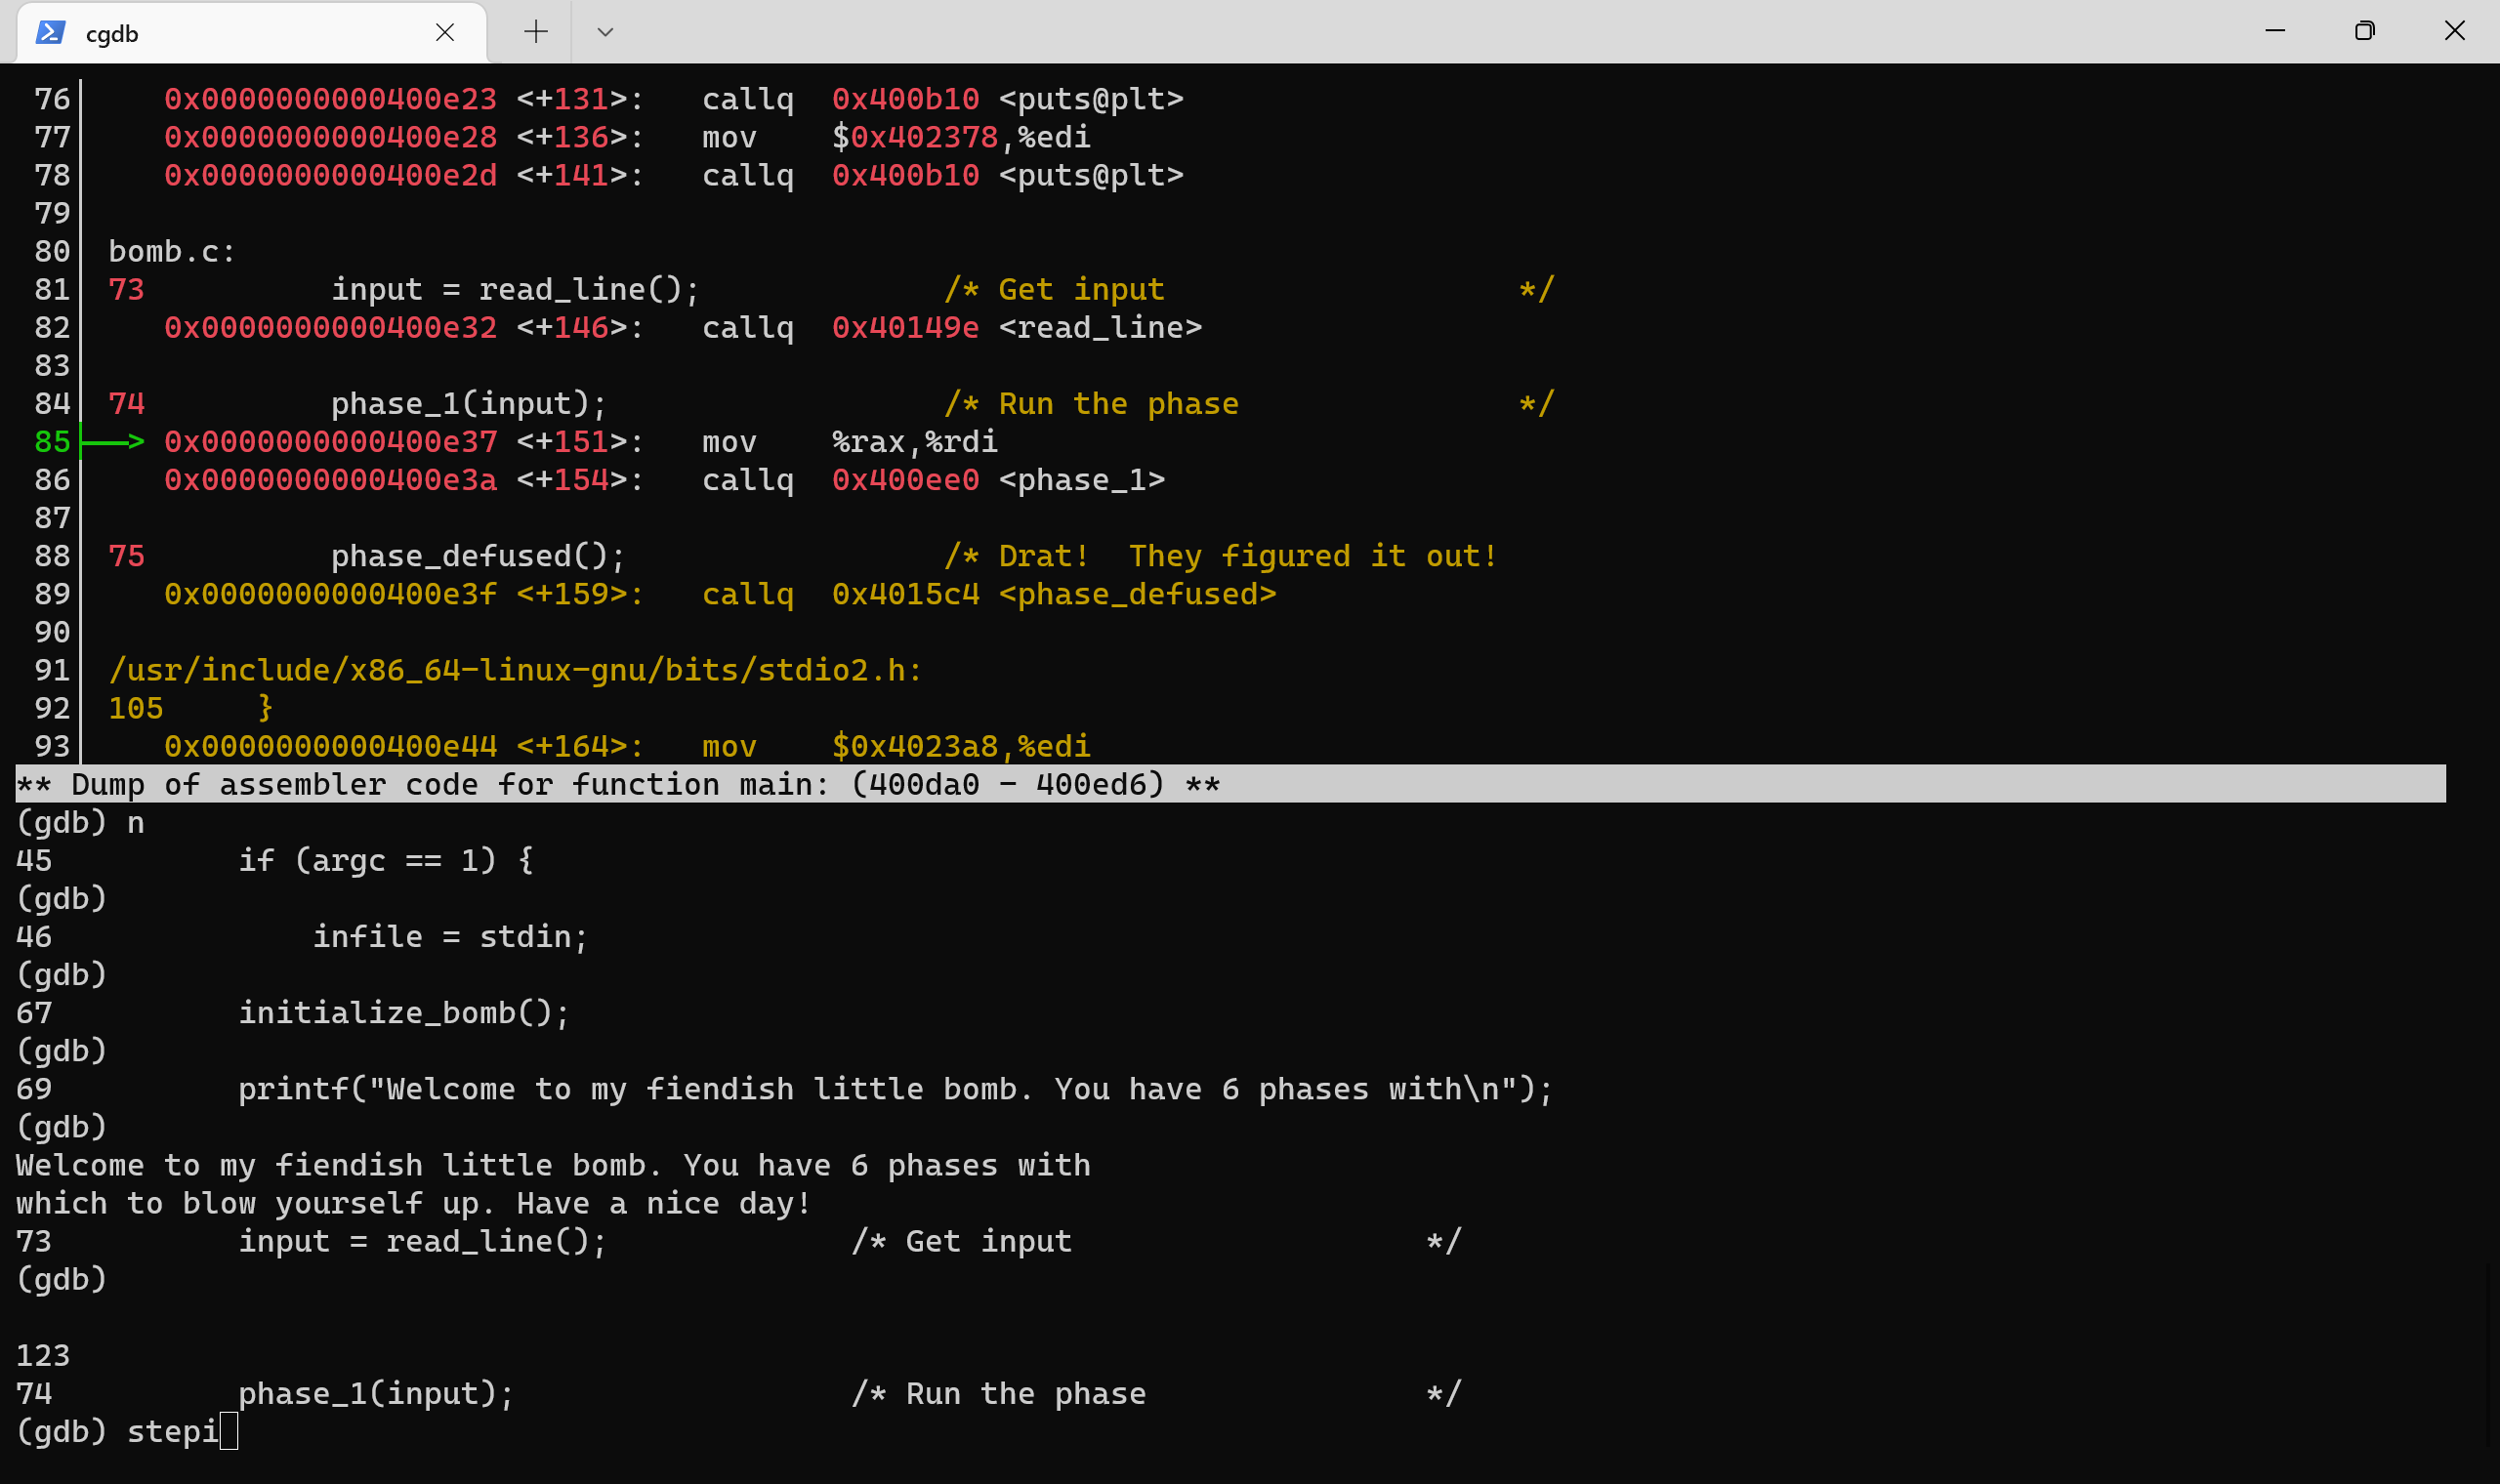 cgdb
76    0x0000000000400e23 <+131>:   callq  0x400b10 <puts@plt>
77    0x0000000000400e28 <+136>:   mov    $0x402378,%edi
78    0x0000000000400e2d <+141>:   callq  0x400b10 <puts@plt>
79
80 bomb.c:
81 73          input = read_line();             /* Get input                   */
82    0x0000000000400e32 <+146>:   callq  0x40149e <read_line>
83
84 74          phase_1(input);                  /* Run the phase               */
85──> 0x0000000000400e37 <+151>:   mov    %rax,%rdi
86    0x0000000000400e3a <+154>:   callq  0x400ee0 <phase_1>
87
88 75          phase_defused();                 /* Drat!  They figured it out!
89    0x0000000000400e3f <+159>:   callq  0x4015c4 <phase_defused>
90
91 /usr/include/x86_64-linux-gnu/bits/stdio2.h:
92 105     }
93    0x0000000000400e44 <+164>:   mov    $0x4023a8,%edi
** Dump of assembler code for function main: (400da0 - 400ed6) **
(gdb) n
45          if (argc == 1) {
(gdb)
46              infile = stdin;
(gdb)
67          initialize_bomb();
(gdb)
69          printf("Welcome to my fiendish little bomb. You have 6 phases with\n");
(gdb)
Welcome to my fiendish little bomb. You have 6 phases with
which to blow yourself up. Have a nice day!
73          input = read_line();             /* Get input                   */
(gdb)
123
74          phase_1(input);                  /* Run the phase               */
(gdb) stepi